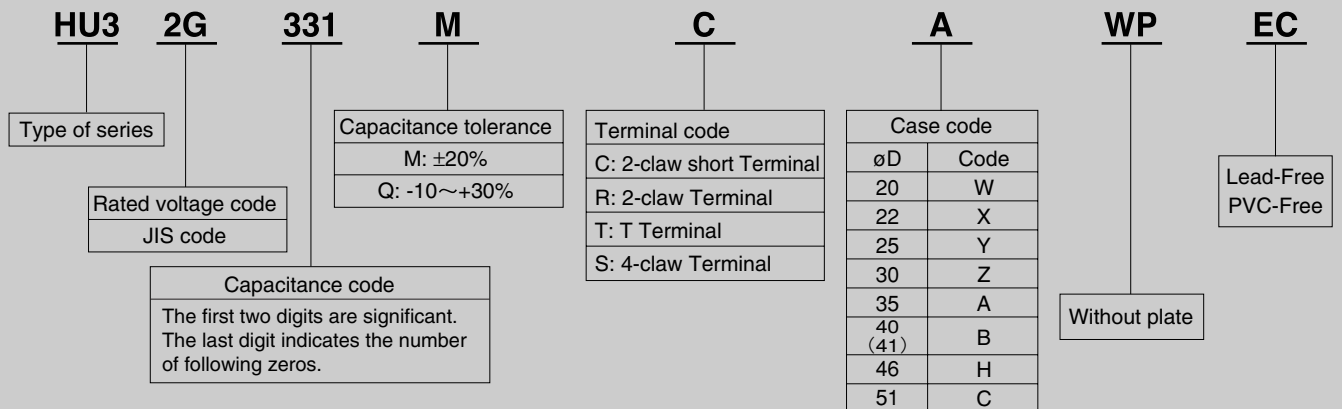 HU3 2G 331 M C A WP EC
Type of series
Rated voltage code
JIS code
Capacitance code
The first two digits are significant.
The last digit indicates the number
of following zeros.
Capacitance tolerance
M: ±20%
Q: -10～+30%
Terminal code
C: 2-claw short Terminal
R: 2-claw Terminal
T: T Terminal
S: 4-claw Terminal
Case code
øD Code
20 W
22 X
25 Y
30 Z
35 A
40
（41） B
46 H
51 C
Without plate
Lead-Free
PVC-Free